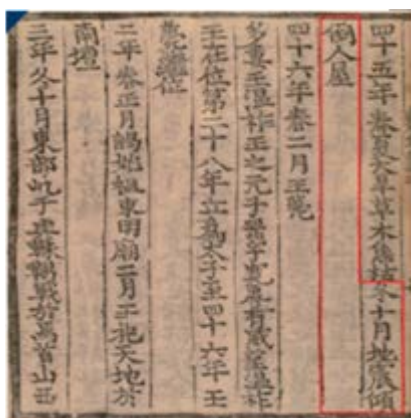 四十五年春夏大旱草木焦枯冬十月地震傾
倒人屋
四十六年春二月王薨
多婁王溫祚王之元子器宇寬厚有威望溫祚
王在位第二十八年立爲太子至四十六年王
薨繼位
二年春正月謁始祖東明廟二月王祀天地於
南壇
三年冬十月東部屹于與靺鞨戰於馬首山西